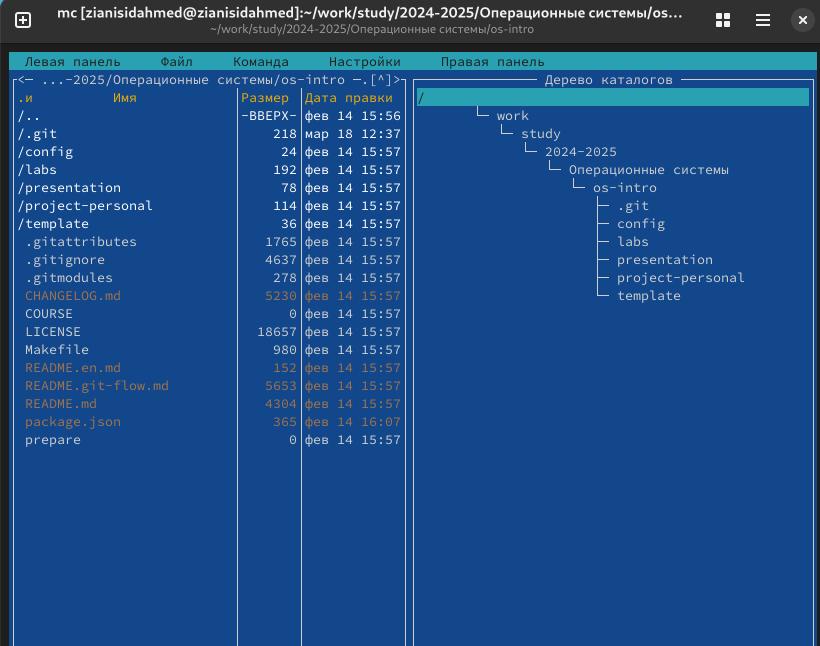 mc [zianisidahmed@zianisidahmed]:~/work/study/2024-2025/Операционные системы/os...
~/work/study/2024-2025/Операционные системы/os-intro
Левая панель Файл Команда Настройки Правая панель
<─ ...-2025/Операционные системы/os-intro ─.[^]>
.и Имя Размер Дата правки
/.. -ВВЕРХ- фев 14 15:56
/.git 218 мар 18 12:37
/config 24 фев 14 15:57
/labs 192 фев 14 15:57
/presentation 78 фев 14 15:57
/project-personal 114 фев 14 15:57
/template 36 фев 14 15:57
.gitattributes 1765 фев 14 15:57
.gitignore 4637 фев 14 15:57
.gitmodules 278 фев 14 15:57
CHANGELOG.md 5230 фев 14 15:57
COURSE 0 фев 14 15:57
LICENSE 18657 фев 14 15:57
Makefile 980 фев 14 15:57
README.en.md 152 фев 14 15:57
README.git-flow.md 5653 фев 14 15:57
README.md 4304 фев 14 15:57
package.json 365 фев 14 16:07
prepare 0 фев 14 15:57
Дерево каталогов
/
work
study
2024-2025
Операционные системы
os-intro
.git
config
labs
presentation
project-personal
template